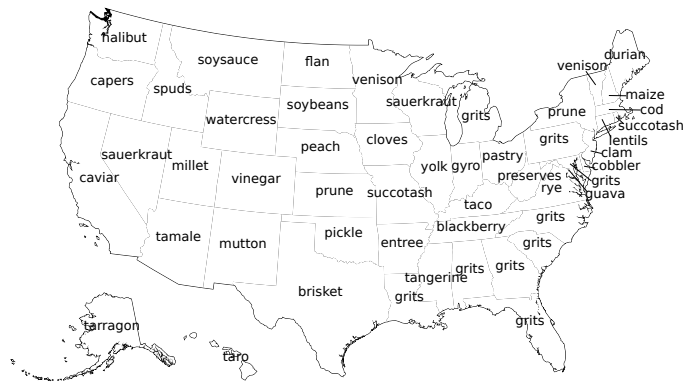 halibut
durian
soysauce
flan
venison
venison
capers
spuds
soybeans
sauerkraut
maize
watercress
grits
prune
cod
succotash
peach
cloves
grits
lentils
sauerkraut
millet
yolk
gyro
pastry
clam
cobbler
caviar
vinegar
prune
succotash
preserves
rye
grits
guava
taco
tamale
mutton
pickle
entree
blackberry
grits
grits
tangerine
grits
grits
brisket
grits
grits
tarragon
taro